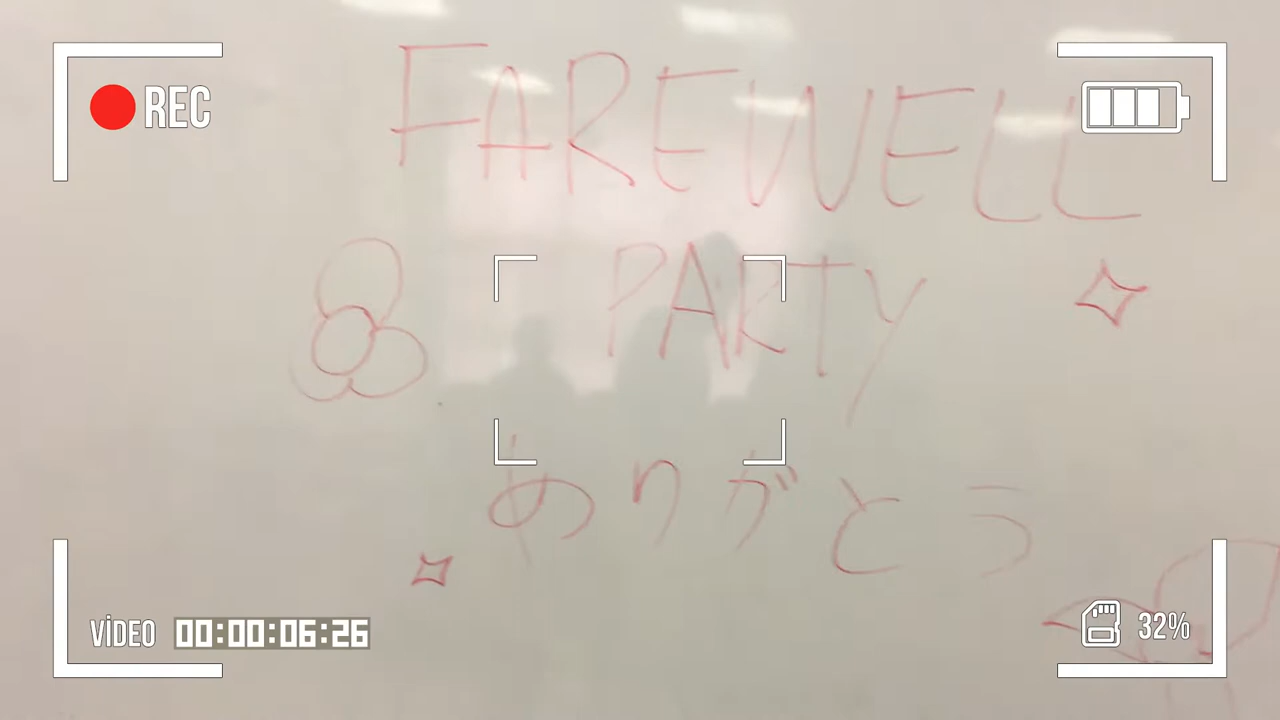 REC
FAREWELL
PARTY
ありがとう
VİDEO 00:00:06:26
32%